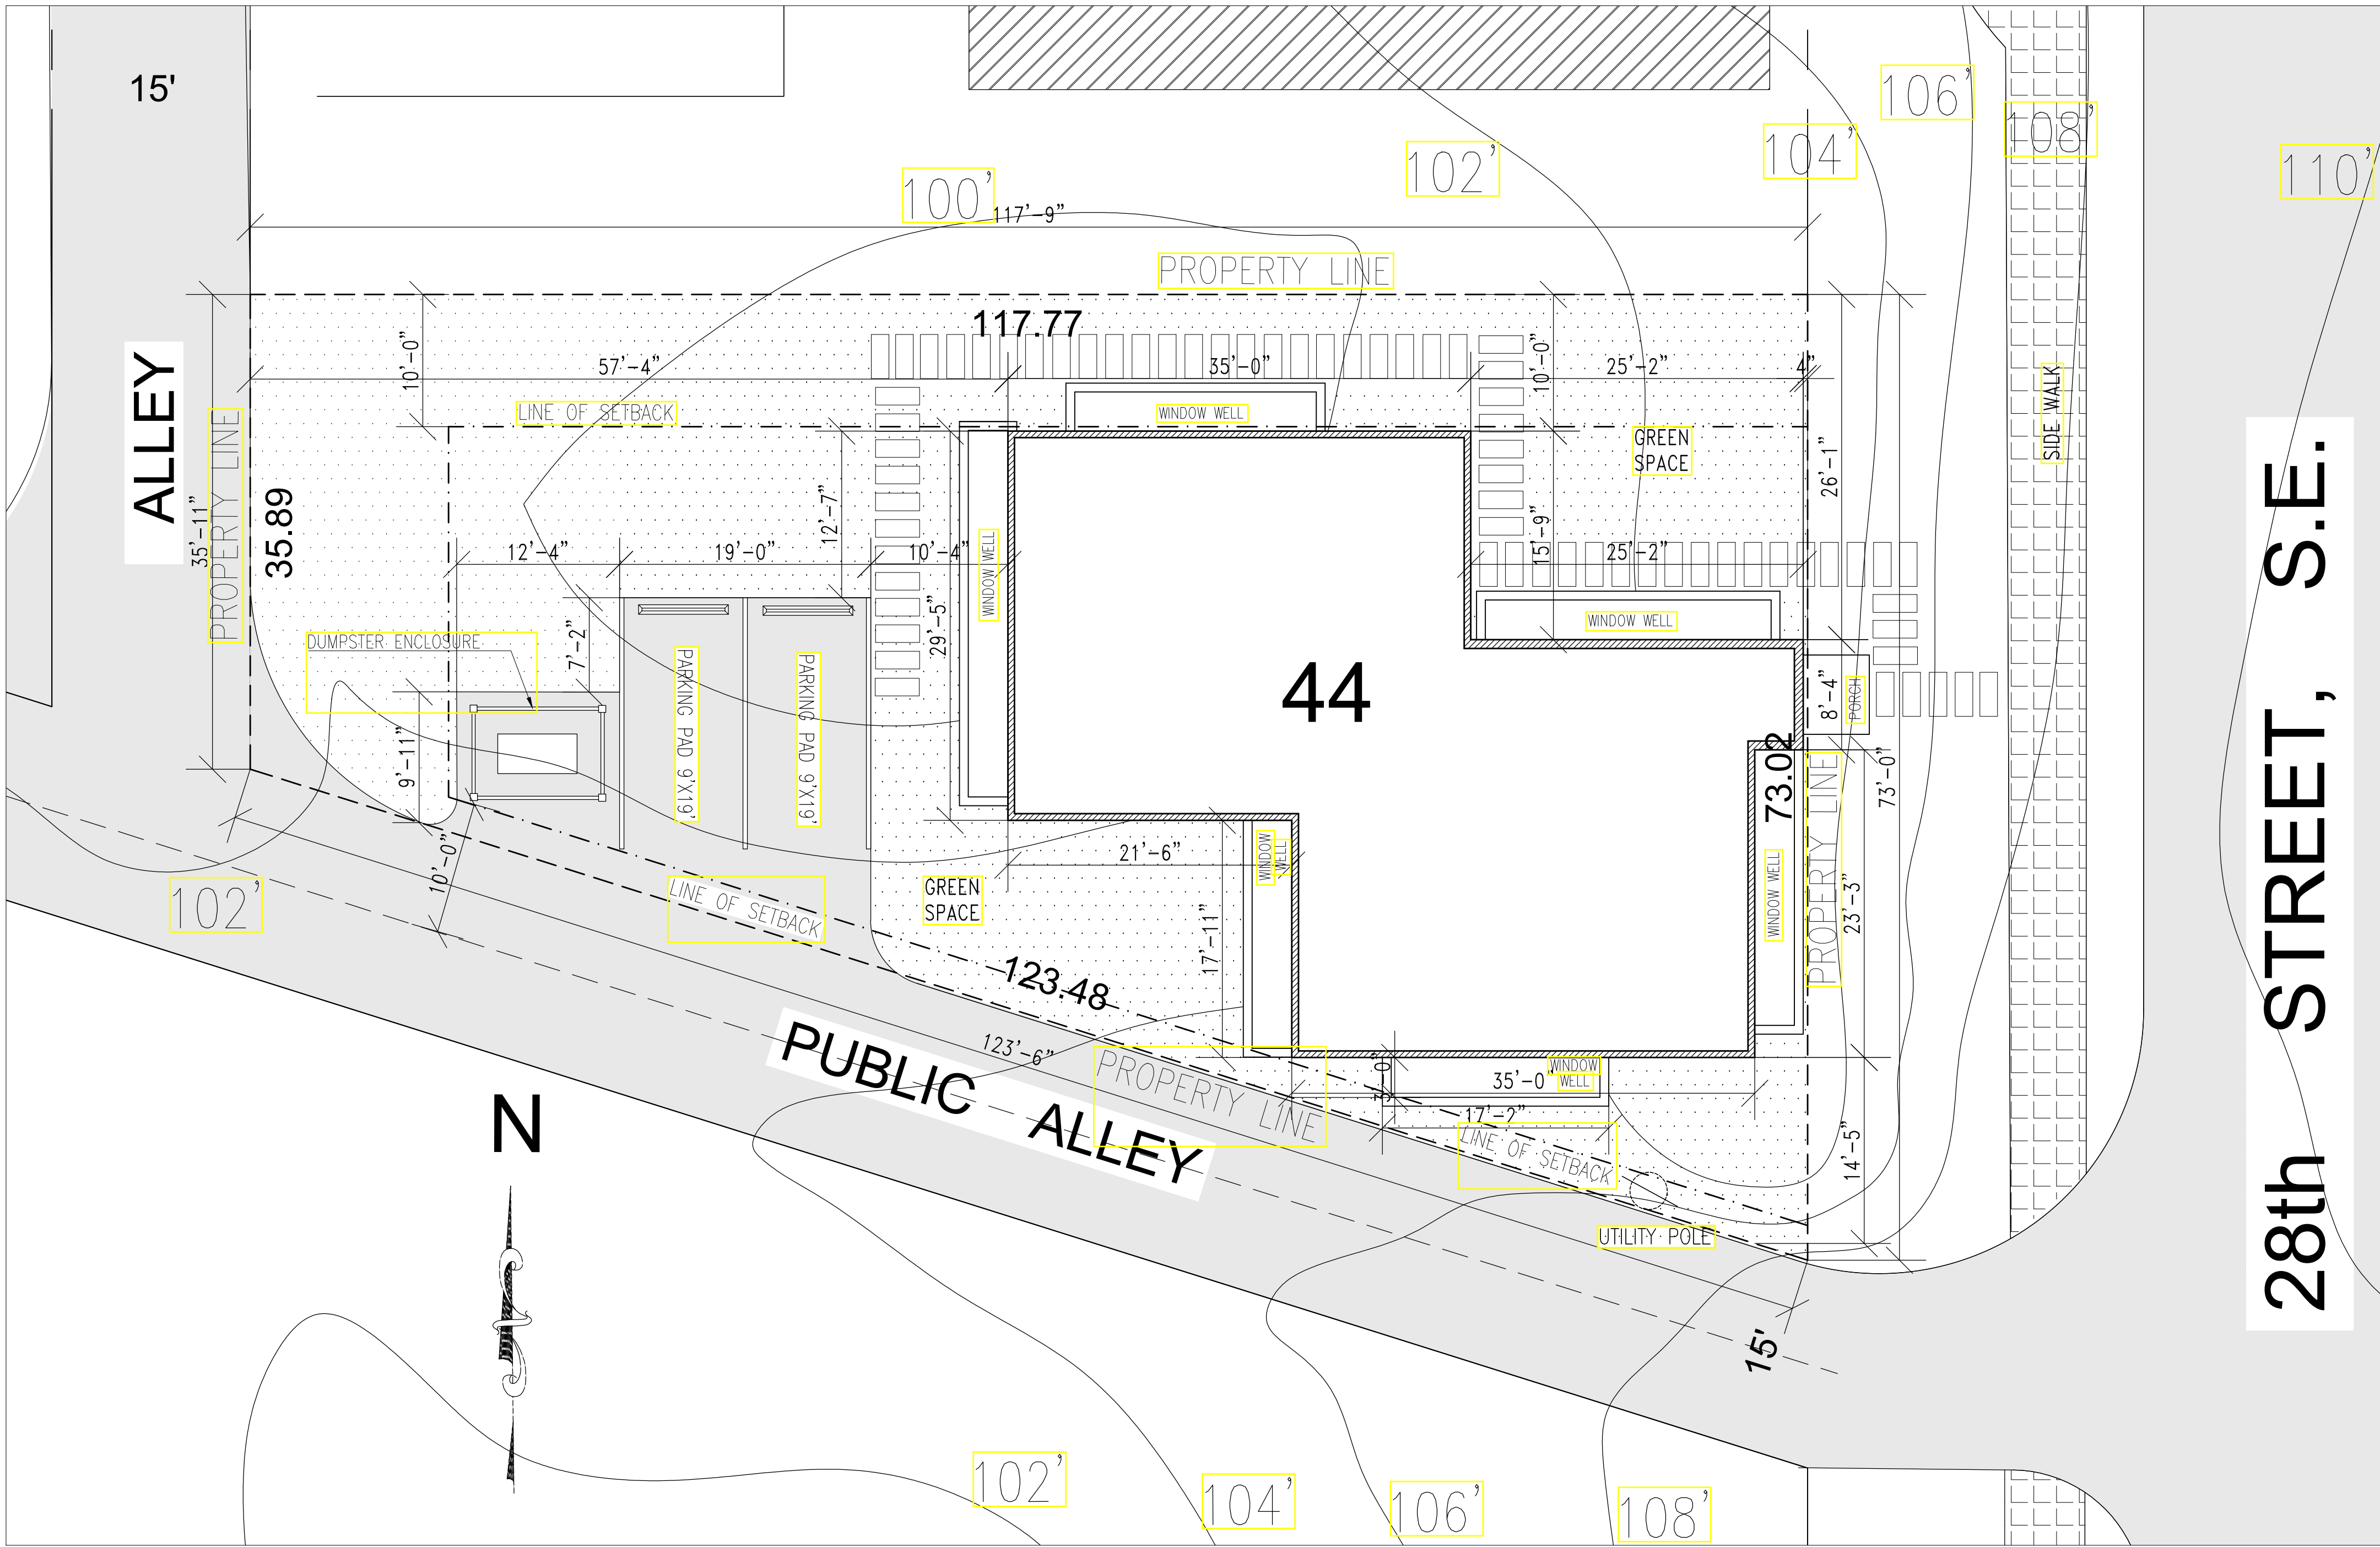 15'
106'
108'
102'
104'
110'
100'
117'-9"
PROPERTY LINE
117.77
10'-0"
57'-4"
35'-0"
10'-0"
25'-2"
4"
LINE OF SETBACK
WINDOW WELL
GREEN
SPACE
SIDE WALK
ALLEY
PROPERTY LINE
35'-11"
35.89
26'-1"
12'-7"
15'-9"
12'-4"
19'-0"
10'-4"
25'-2"
WINDOW WELL
29'-5"
WINDOW WELL
DUMPSTER ENCLOSURE
7'-2"
PARKING PAD 9'X19'
PARKING PAD 9'X19'
44
8'-4"
PORCH
9'-11"
73.02
73'-0"
PROPERTY LINE
28th STREET, S.E.
10'-0"
21'-6"
WINDOW
WELL
WINDOW WELL
23'-3"
102'
LINE OF SETBACK
GREEN
SPACE
17'-11"
123.48
123'-6"
PUBLIC ALLEY
PROPERTY LINE
3'-0"
35'-0"
WINDOW
WELL
17'-2"
LINE OF SETBACK
14'-5"
N
UTILITY POLE
15'
102'
104'
106'
108'